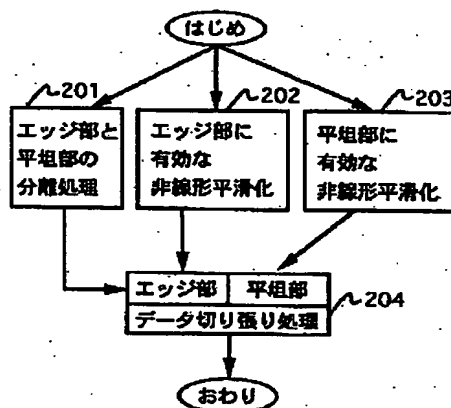 はじめ
201
エッジ部と
平坦部の
分離処理
202
エッジ部に
有効な
非線形平滑化
203
平坦部に
有効な
非線形平滑化
エッジ部
平坦部
204
データ切り張り処理
おわり